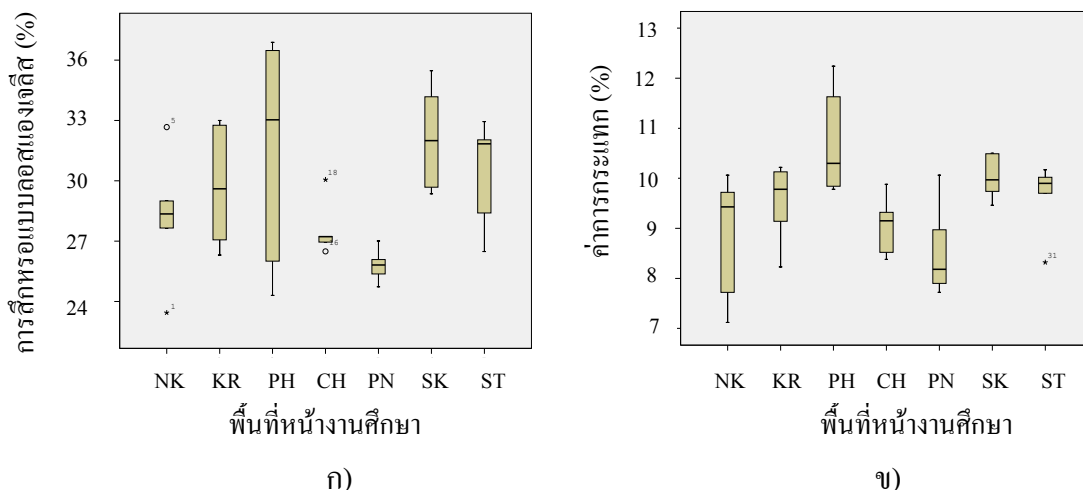 การสึกหรอแบบลอสแองเจลีส (%)
36
33
30
27
24
5
1
18
16
NK KR PH CH PN SK ST
พื้นที่หน้างานศึกษา
ก)
ค่าการกระแทก (%)
13
12
11
10
9
8
7
31
NK KR PH CH PN SK ST
พื้นที่หน้างานศึกษา
ข)